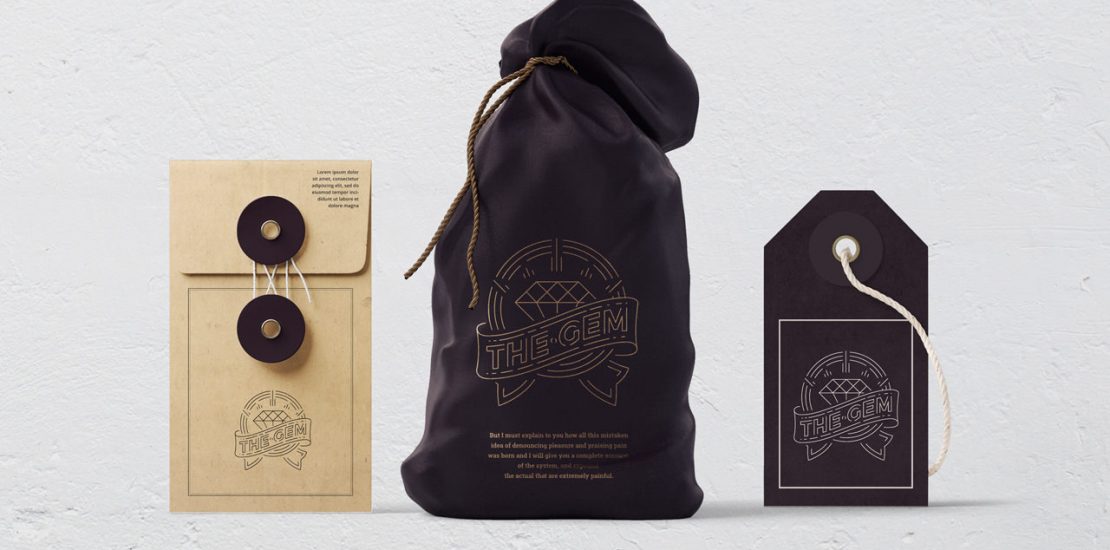 Lorem ipsum dolor
sit amet, consectetur
adipiscing elit, sed do
eiusmod tempor inci-
didunt ut labore et
dolore magna
THE GEM
THE·GEM
But I must explain to you how all this mistaken
idea of denouncing pleasure and praising pain
was born and I will give you a complete account
of the system, and
the actual that are extremely painful.
THE GEM